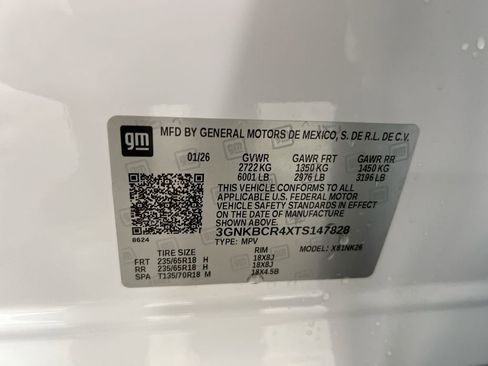 gm
MFD BY GENERAL MOTORS DE MEXICO, S. DE R.L. DE C.V.
01/26 GVWR GAWR FRT GAWR RR
2722 KG 1350 KG 1450 KG
6001 LB 2976 LB 3196 LB
THIS VEHICLE CONFORMS TO ALL
APPLICABLE U.S. FEDERAL MOTOR
VEHICLE SAFETY STANDARDS IN
EFFECT ON THE DATE OF
MANUFACTURE SHOWN ABOVE.
3GNKBCR4XTS147828
8624
TYPE: MPV MODEL: X81NK26
TIRE SIZE RIM
FRT 235/65R18 H 18X8J
RR 235/65R18 H 18X8J
SPA T135/70R18 M 18X4.5B